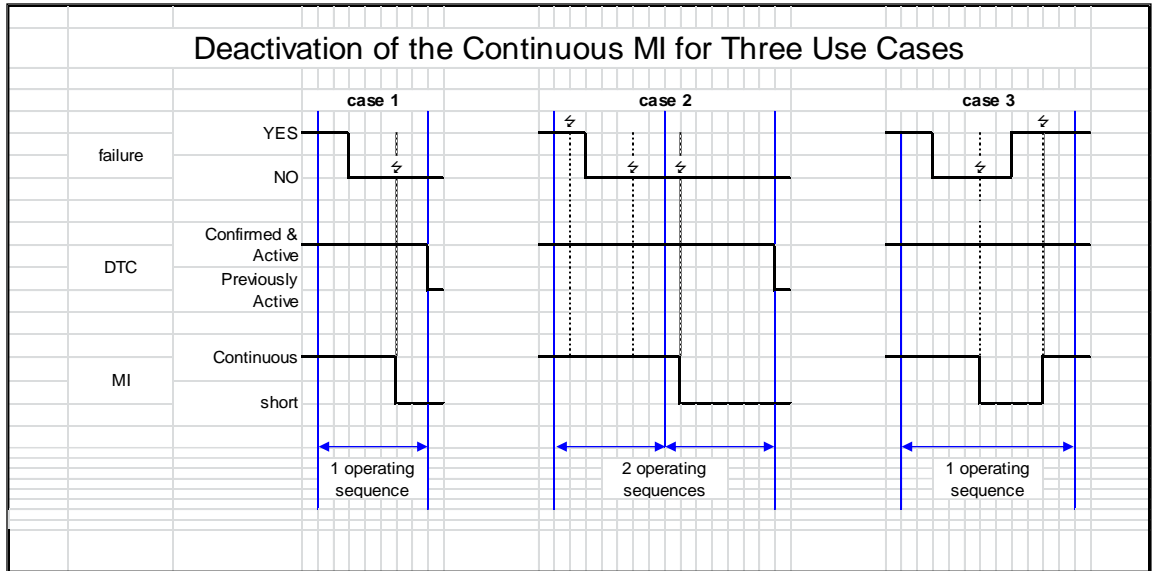 Deactivation of the Continuous MI for Three Use Cases
case 1
case 2
case 3
failure
YES
NO
DTC
Confirmed &
Active
Previously
Active
MI
Continuous
short
1 operating
sequence
2 operating
sequences
1 operating
sequence